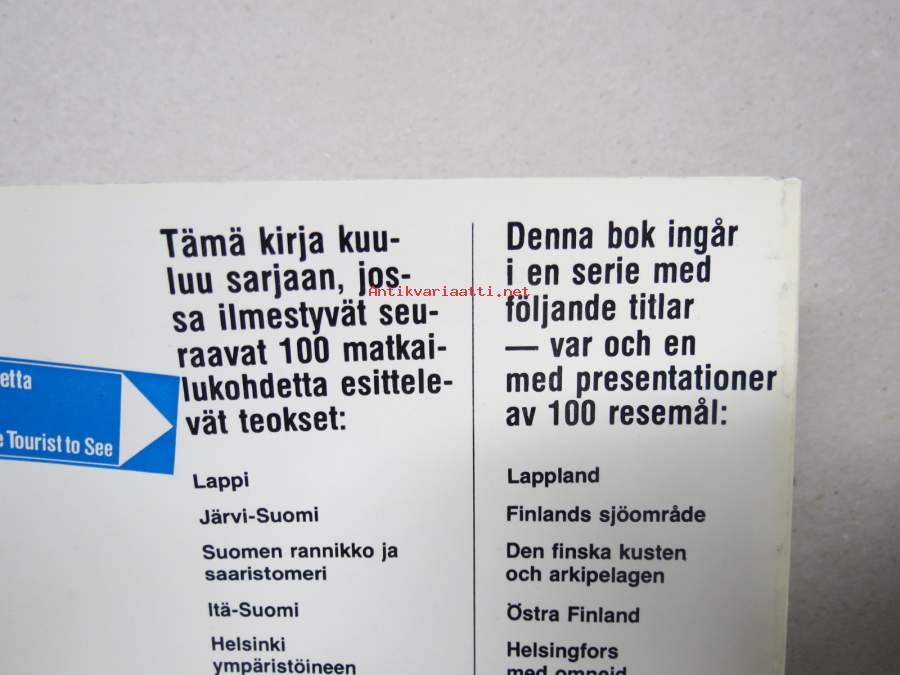 Tämä kirja kuu-
luu sarjaan, jos-
sa ilmestyvät seu-
raavat 100 matkai-
lukohdetta esittele-
vät teokset:
Lappi
Järvi-Suomi
Suomen rannikko ja
saaristomeri
Itä-Suomi
Helsinki
ympäristöineen
Denna bok ingår
i en serie med
följande titlar
— var och en
med presentationer
av 100 resemål:
Lappland
Finlands sjöområde
Den finska kusten
och arkipelagen
Östra Finland
Helsingfors
med omnejd
etta
e Tourist to See
Antikvariaatti.net